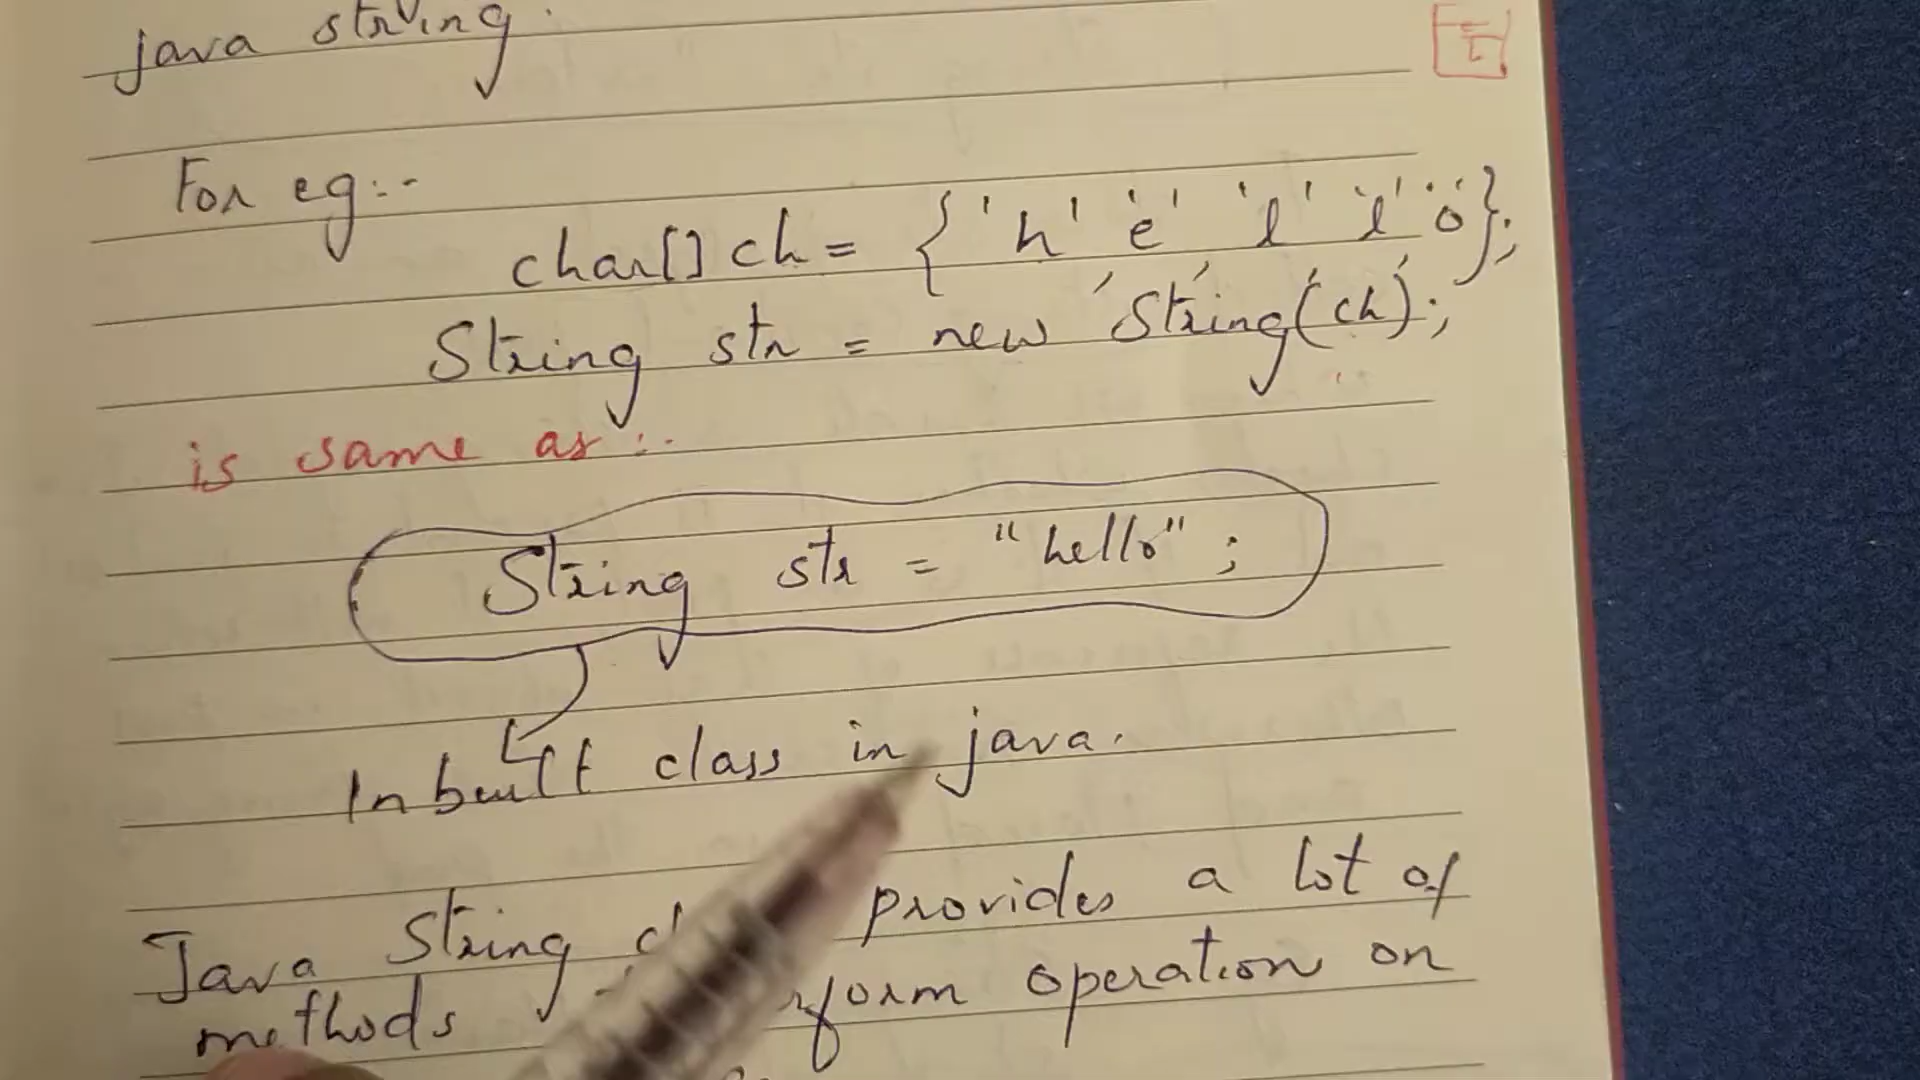 java string.
For eg:-
char[] ch = {'h', 'e', 'l', 'l', 'o'};
String str = new String(ch);
is same as :-
String str = "hello";
Inbuilt class in java.
Java String provides a lot of
methods operation on